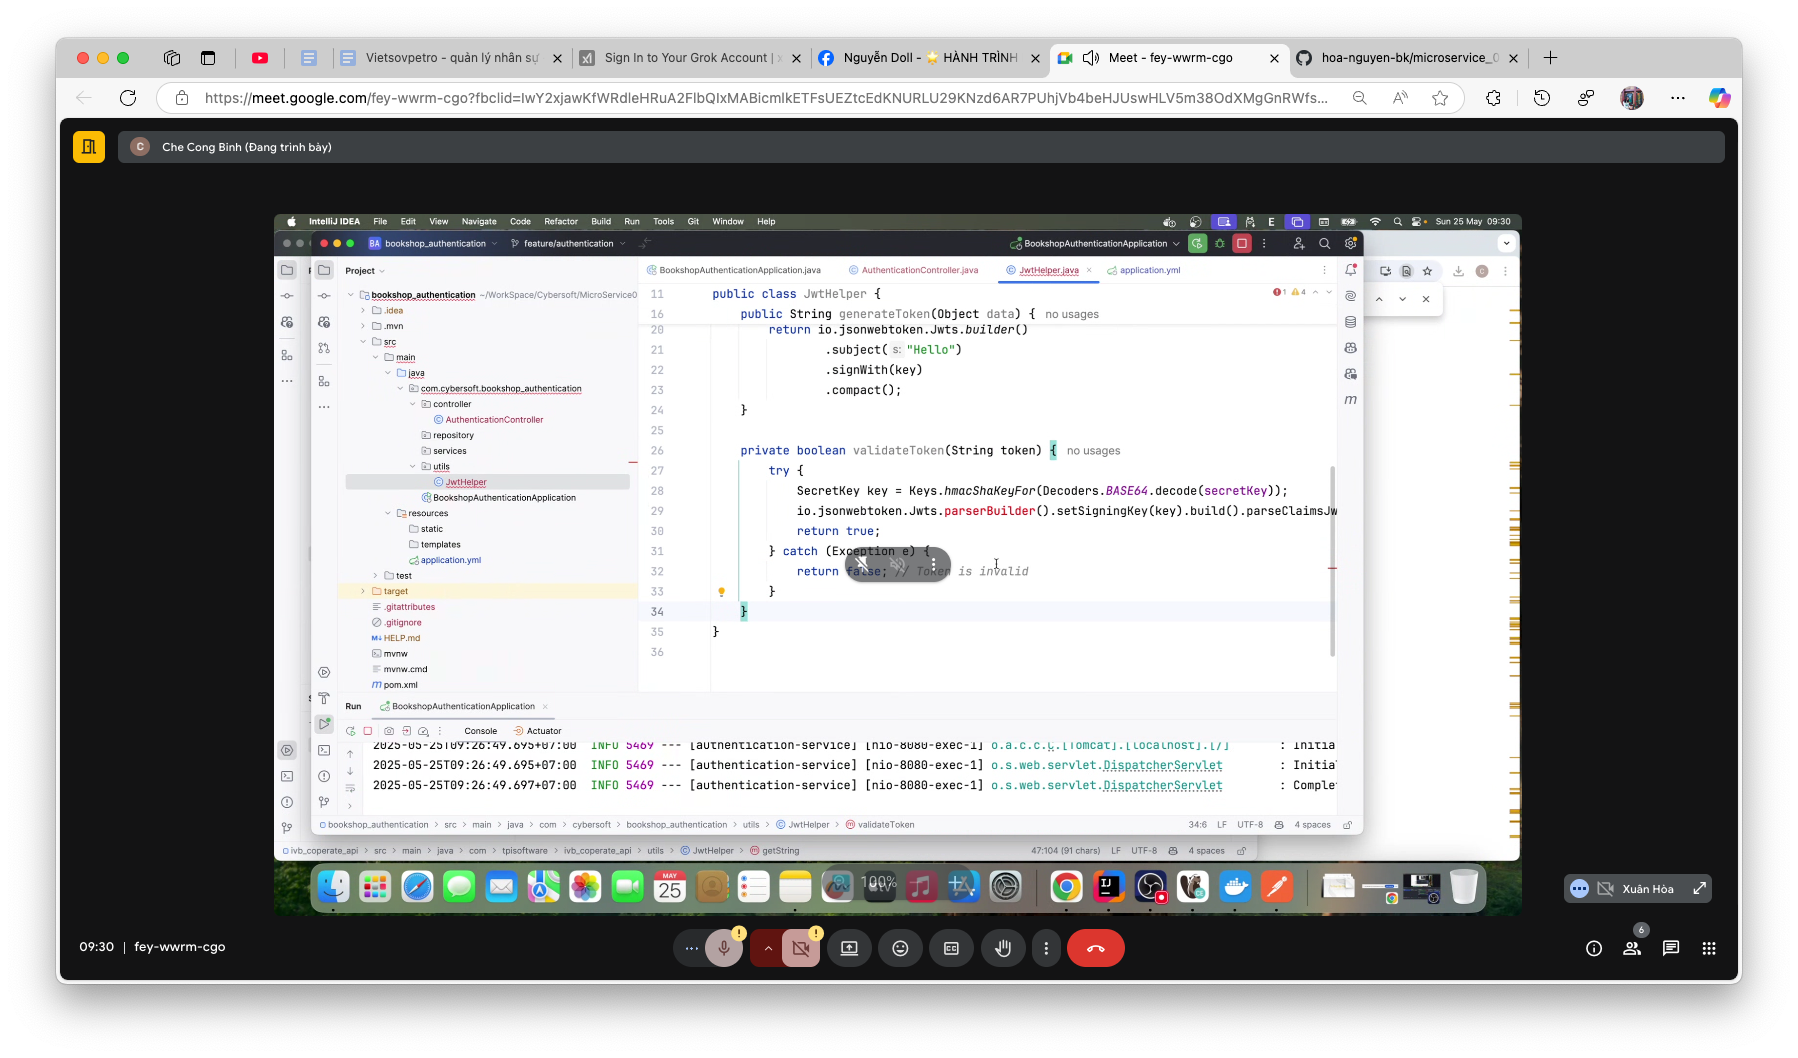 Vietsovpetro - quản lý nhân sự
Sign In to Your Grok Account |
Nguyễn Doll - 🌟 HÀNH TRÌNH
Meet - fey-wwrm-cgo
hoa-nguyen-bk/microservice_0
https://meet.google.com/fey-wwrm-cgo?fbclid=IwY2xjawKfWRdleHRuA2FlbQIxMABicmlkETFsUEZtcEdKNURLU29KNzd6AR7PUhjVb4beHJUswHLV5m38OdXMgGnRWfs...
C
Che Cong Binh (Đang trình bày)
IntelliJ IDEA File Edit View Navigate Code Refactor Build Run Tools Git Window Help
E
Sun 25 May 09:30
BA bookshop_authentication
feature/authentication
BookshopAuthenticationApplication
Project
BookshopAuthenticationApplication.java
AuthenticationController.java
JwtHelper.java
application.yml
bookshop_authentication ~/WorkSpace/Cybersoft/MicroService0
.idea
.mvn
src
main
java
com.cybersoft.bookshop_authentication
controller
AuthenticationController
repository
services
utils
JwtHelper
BookshopAuthenticationApplication
resources
static
templates
application.yml
test
target
.gitattributes
.gitignore
HELP.md
mvnw
mvnw.cmd
pom.xml
1 4
11 public class JwtHelper {
16 public String generateToken(Object data) { no usages
20 return io.jsonwebtoken.Jwts.builder()
21 .subject( s: "Hello")
22 .signWith(key)
23 .compact();
24 }
25
26 private boolean validateToken(String token) { no usages
27 try {
28 SecretKey key = Keys.hmacShaKeyFor(Decoders.BASE64.decode(secretKey));
29 io.jsonwebtoken.Jwts.parserBuilder().setSigningKey(key).build().parseClaimsJw
30 return true;
31 } catch (Exception e) {
32 return false; // Token is invalid
33 }
34 }
35 }
36
Run
BookshopAuthenticationApplication
Console
Actuator
2025-05-25T09:26:49.695+07:00 INFO 5469 --- [authentication-service] [nio-8080-exec-1] o.a.c.c.C.[Tomcat].[localhost].[/] : Initia
2025-05-25T09:26:49.695+07:00 INFO 5469 --- [authentication-service] [nio-8080-exec-1] o.s.web.servlet.DispatcherServlet : Initial
2025-05-25T09:26:49.697+07:00 INFO 5469 --- [authentication-service] [nio-8080-exec-1] o.s.web.servlet.DispatcherServlet : Complet
bookshop_authentication > src > main > java > com > cybersoft > bookshop_authentication > utils > JwtHelper > validateToken
34:6 LF UTF-8 4 spaces
ivb_coperate_api > src > main > java > com > tpisoftware > ivb_coperate_api > utils > JwtHelper > getString
47:104 (91 chars) LF UTF-8 4 spaces
MAY
25
100%
Xuân Hòa
09:30 | fey-wwrm-cgo
6